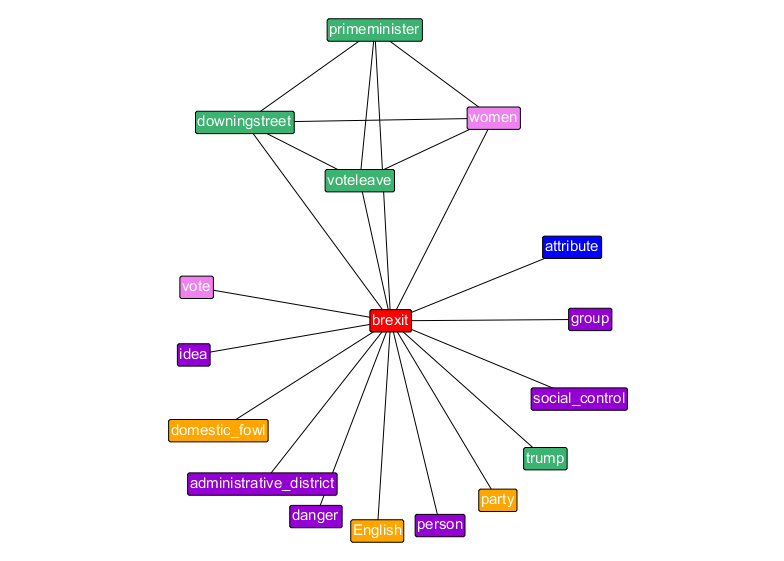 primeminister
women
downingstreet
voteleave
attribute
vote
group
brexit
idea
social_control
domestic_fowl
trump
administrative_district
party
danger
person
English